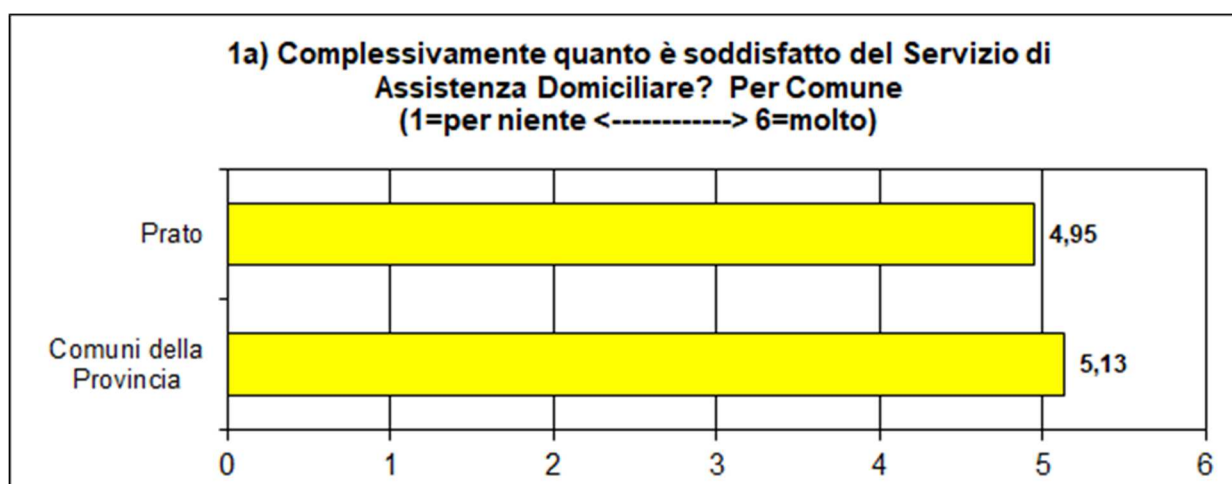 1a) Complessivamente quanto è soddisfatto del Servizio di
Assistenza Domiciliare? Per Comune
(1=per niente <------------> 6=molto)
Prato
4,95
Comuni della
Provincia
5,13
0 1 2 3 4 5 6